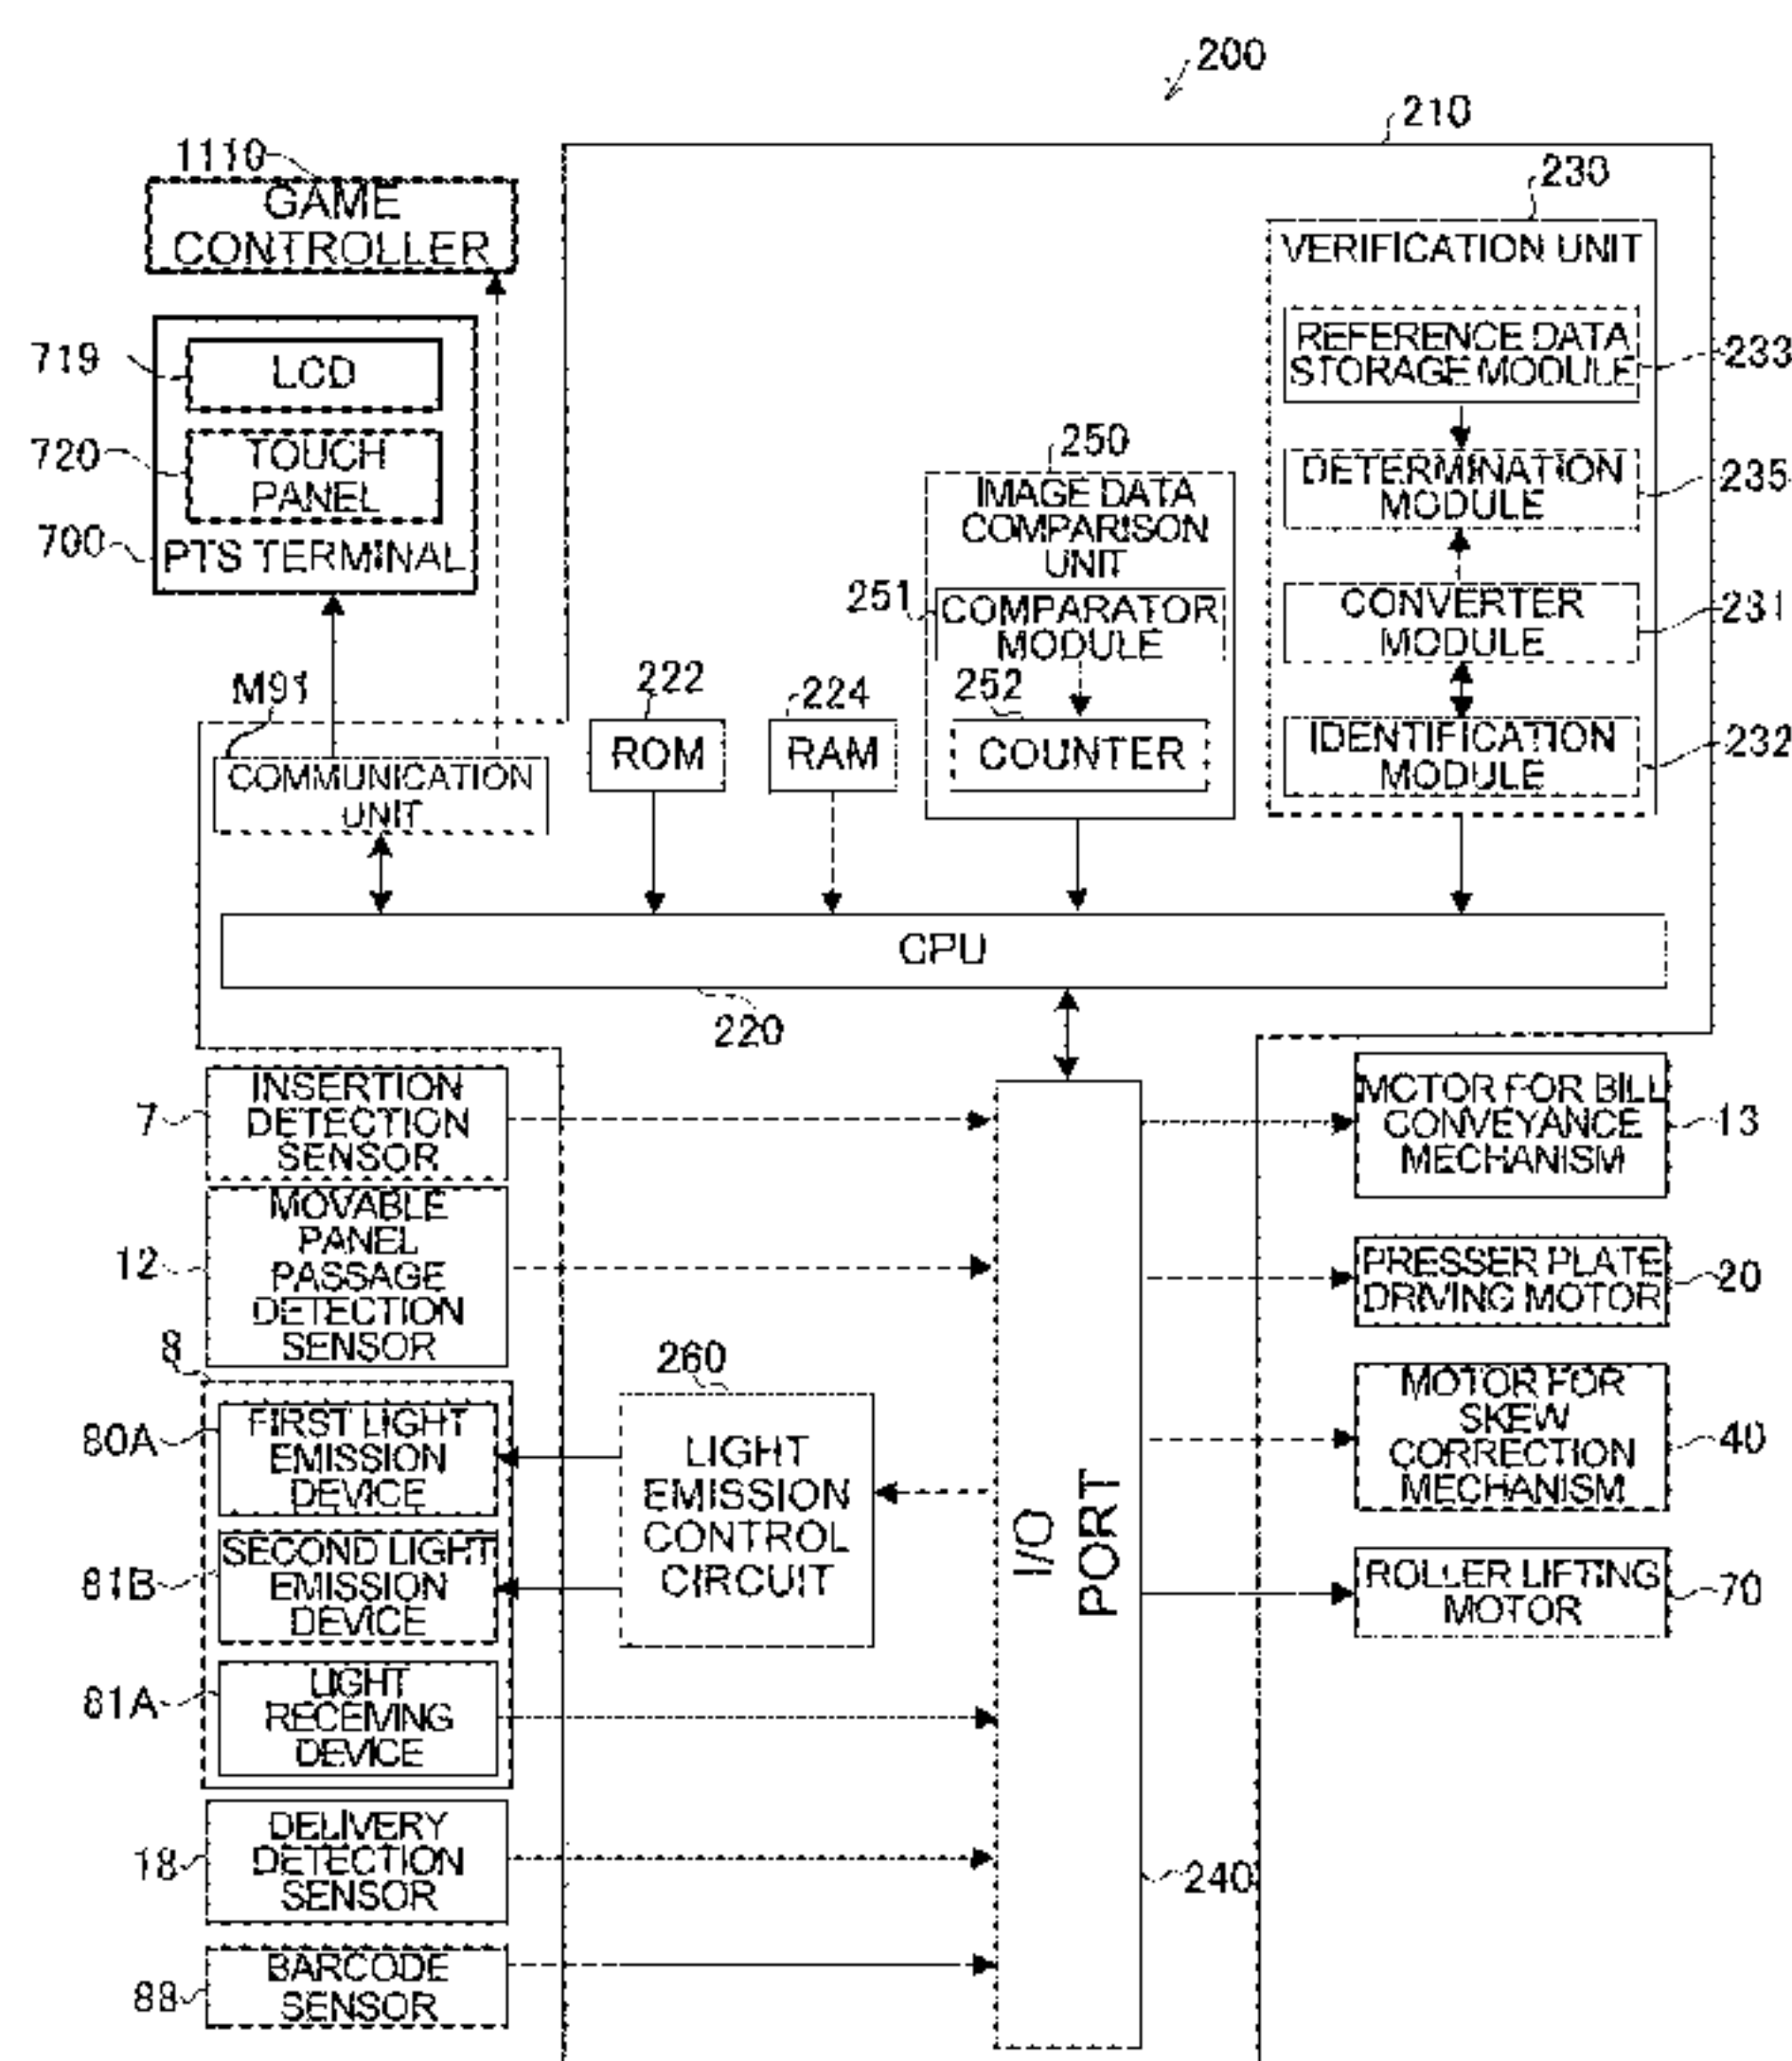 200
210
1110
GAME
CONTROLLER
230
VERIFICATION UNIT
REFERENCE DATA
STORAGE MODULE
233
719
LCD
720
TOUCH
PANEL
700
PTS TERMINAL
250
IMAGE DATA
COMPARISON
UNIT
251
COMPARATOR
MODULE
252
COUNTER
DETERMINATION
MODULE
235
CONVERTER
MODULE
231
IDENTIFICATION
MODULE
232
M91
COMMUNICATION
UNIT
222
ROM
224
RAM
CPU
220
7
INSERTION
DETECTION
SENSOR
12
MOVABLE
PANEL
PASSAGE
DETECTION
SENSOR
8
80A
FIRST LIGHT
EMISSION
DEVICE
81B
SECOND LIGHT
EMISSION
DEVICE
81A
LIGHT
RECEIVING
DEVICE
18
DELIVERY
DETECTION
SENSOR
88
BARCODE
SENSOR
260
LIGHT
EMISSION
CONTROL
CIRCUIT
I/O
PORT
240
MOTOR FOR BILL
CONVEYANCE
MECHANISM
13
PRESSER PLATE
DRIVING MOTOR
20
MOTOR FOR
SKEW
CORRECTION
MECHANISM
40
ROLLER LIFTING
MOTOR
70